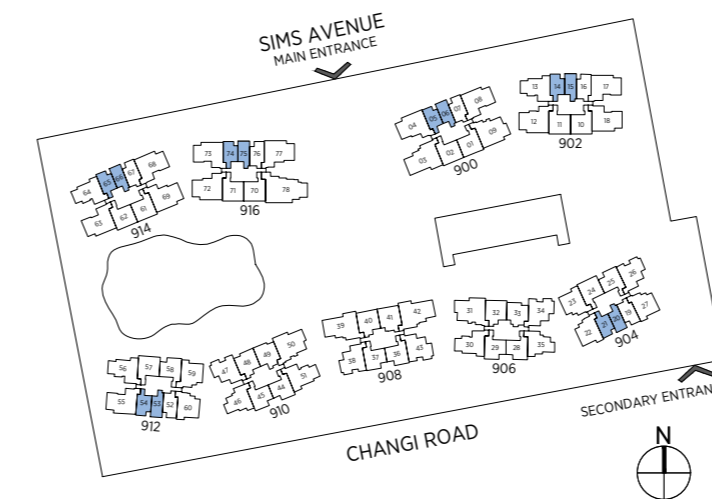 SIMS AVENUE
MAIN ENTRANCE
04 05 06 07 08
03 02 01 09
900
13 14 15 16 17
12 11 10 18
902
64 65 66 67 68
63 62 61 69
914
73 74 75 76 77
72 71 70 78
916
23 24 25 26
22 21 20 19 27
904
31 32 33 34
30 29 28 35
906
39 40 41 42
38 37 36 43
908
47 48 49 50
46 45 44 51
910
56 57 58 59
55 54 53 52 60
912
CHANGI ROAD
SECONDARY ENTRAN
N